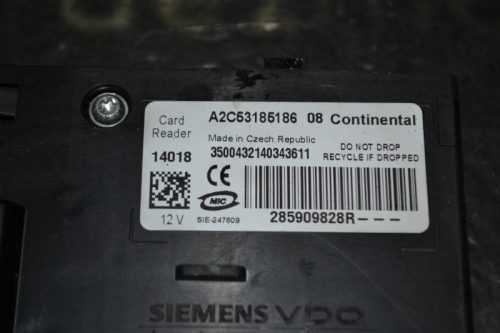 A2C53185186 08 Continental
Card
Reader
Made in Czech Republic
DO NOT DROP
14018
3500432140343611
RECYCLE IF DROPPED
CE
MIC
12 V
SIE-247609
285909828R---
SIEMENS VDO